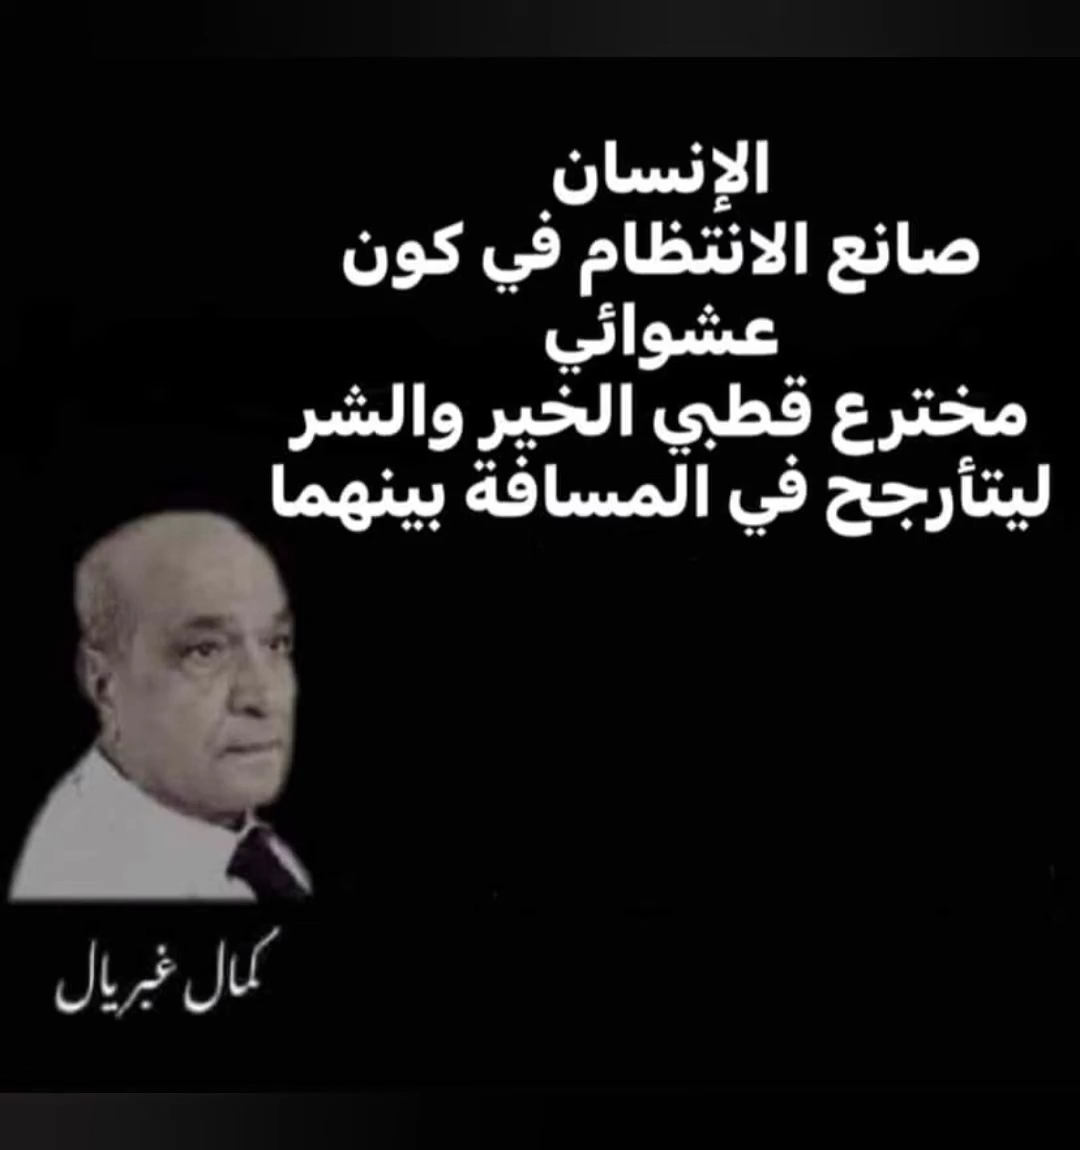 الإنسان
صانع الانتظام في كون
عشوائي
مخترع قطبي الخير والشر
ليتأرجح في المسافة بينهما
كمال غبريال